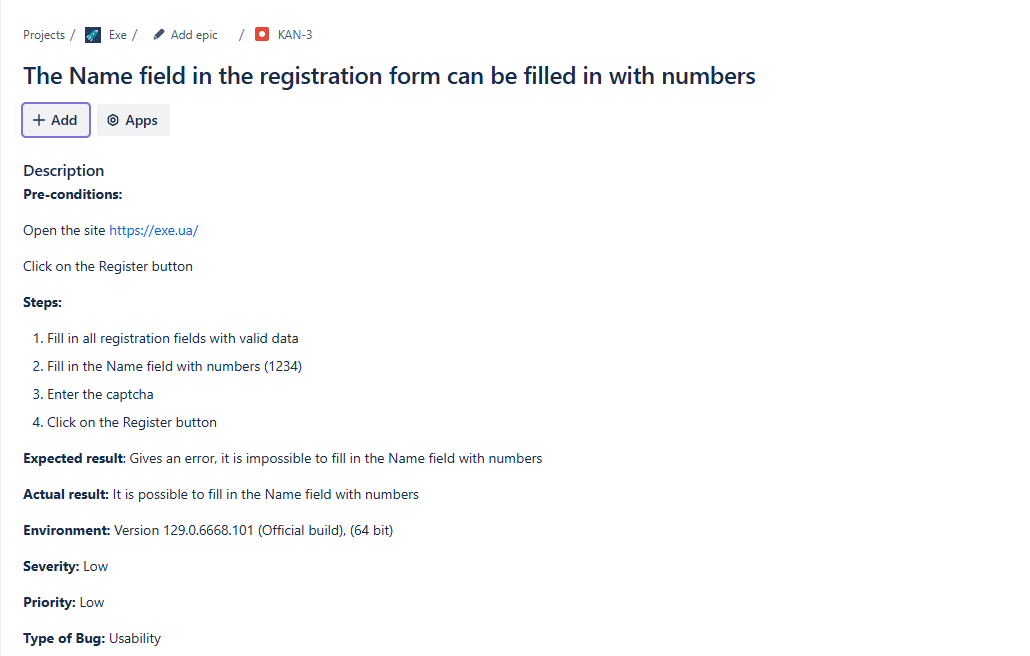 Projects / Exe / Add epic / KAN-3
The Name field in the registration form can be filled in with numbers
+ Add Apps
Description
Pre-conditions:
Open the site https://exe.ua/
Click on the Register button
Steps:
1. Fill in all registration fields with valid data
2. Fill in the Name field with numbers (1234)
3. Enter the captcha
4. Click on the Register button
Expected result: Gives an error, it is impossible to fill in the Name field with numbers
Actual result: It is possible to fill in the Name field with numbers
Environment: Version 129.0.6668.101 (Official build), (64 bit)
Severity: Low
Priority: Low
Type of Bug: Usability